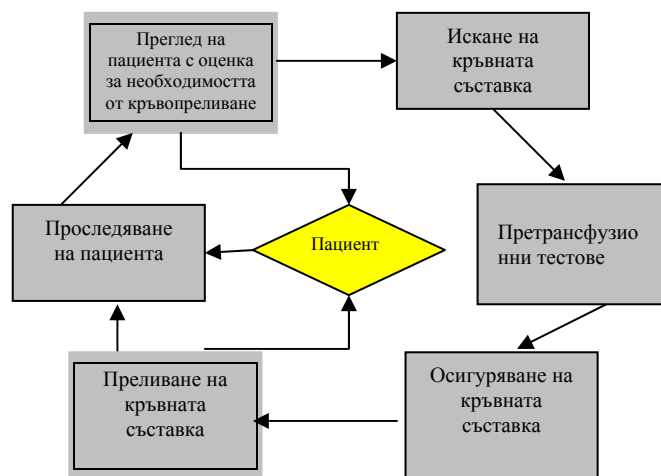 Преглед на
пациента с оценка
за необходимостта
от кръвопреливане
Искане на
кръвната
съставка
Проследяване
на пациента
Пациент
Претрансфузио
нни тестове
Преливане на
кръвната
съставка
Осигуряване на
кръвната
съставка